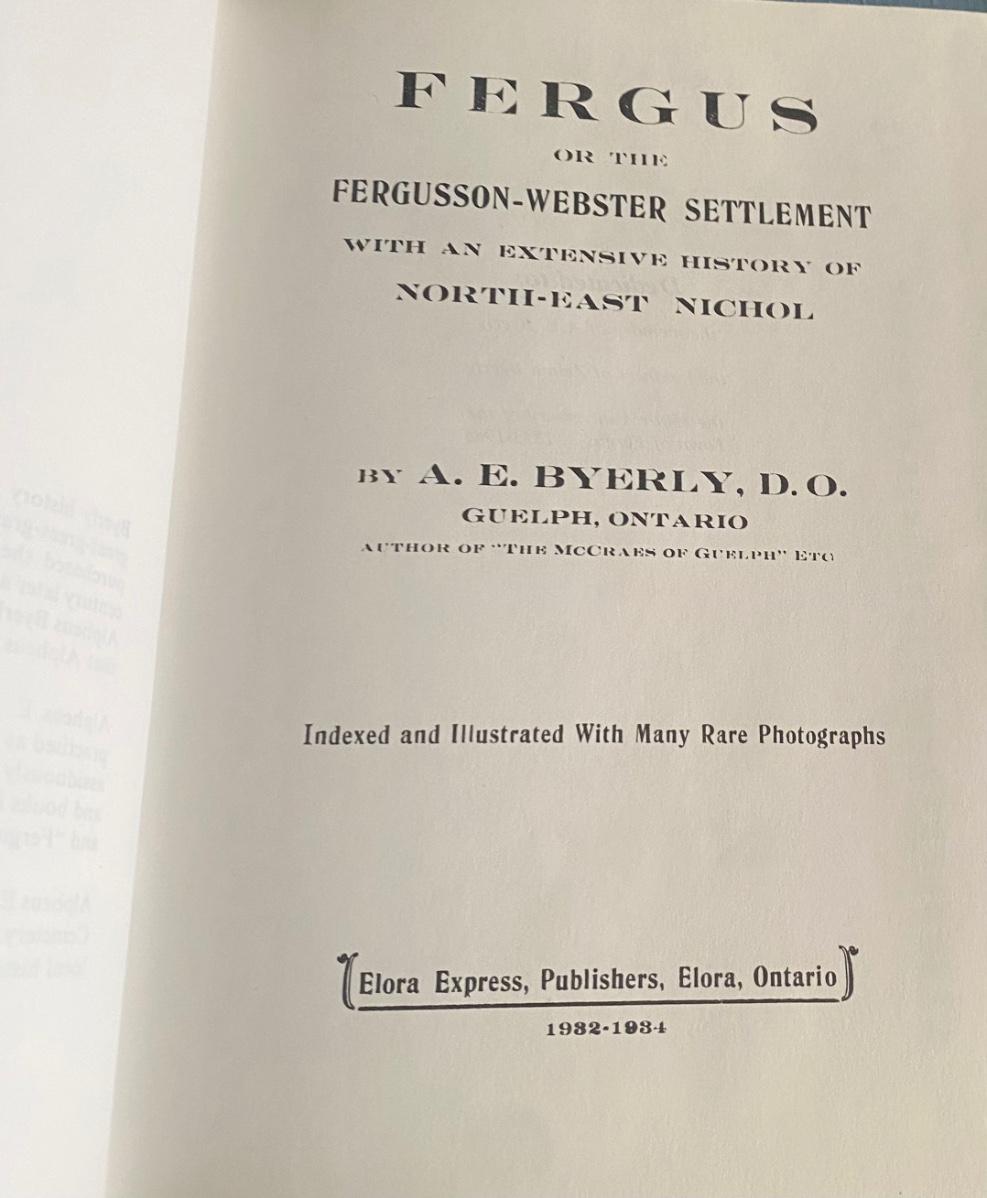 FERGUS
OR THE
FERGUSSON-WEBSTER SETTLEMENT
WITH AN EXTENSIVE HISTORY OF
NORTH-EAST NICHOL
BY A. E. BYERLY, D. O.
GUELPH, ONTARIO
AUTHOR OF "THE MCCRAES OF GUELPH" ETC
Indexed and Illustrated With Many Rare Photographs
Elora Express, Publishers, Elora, Ontario
1932-1934